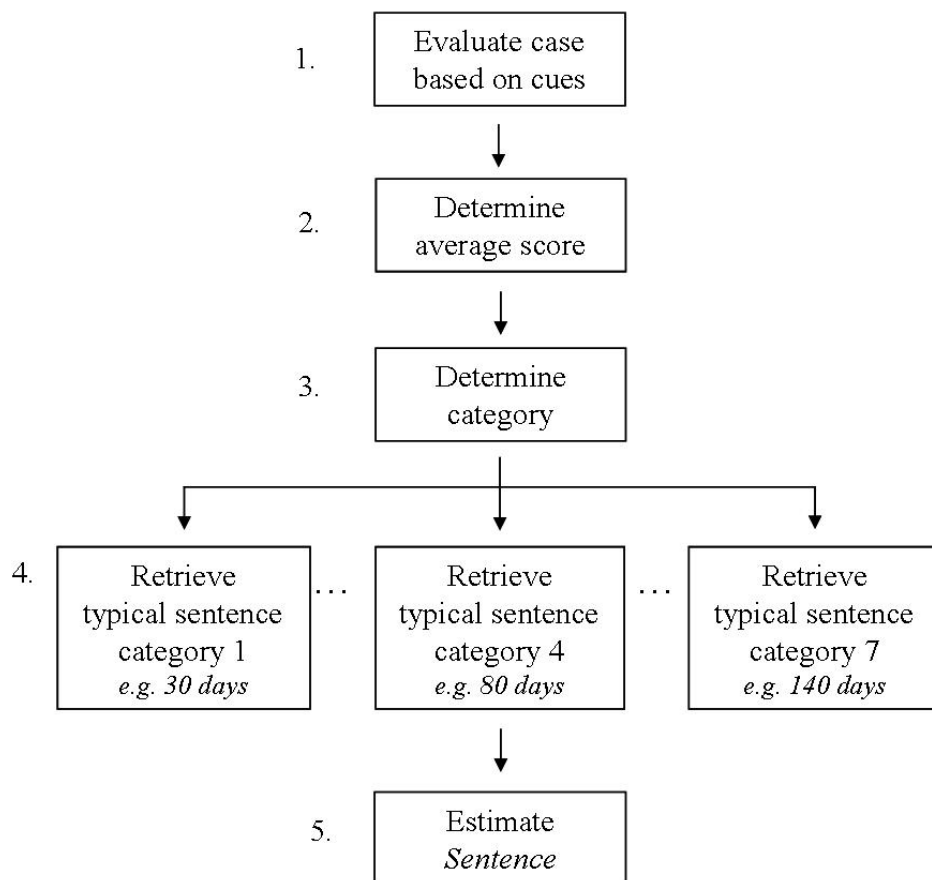 1.
Evaluate case
based on cues
2.
Determine
average score
3.
Determine
category
4.
Retrieve
typical sentence
category 1
e.g. 30 days
...
Retrieve
typical sentence
category 4
e.g. 80 days
...
Retrieve
typical sentence
category 7
e.g. 140 days
5.
Estimate
Sentence